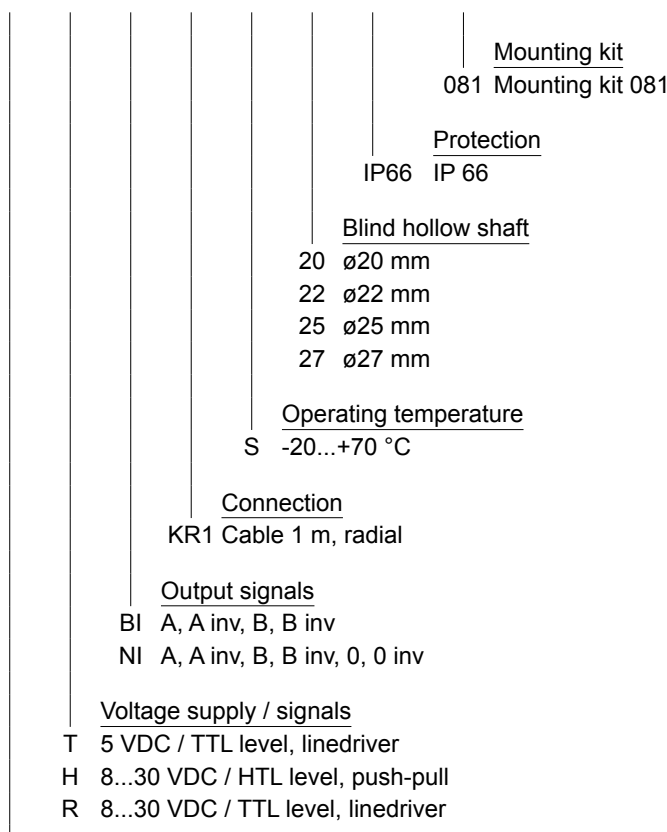 Mounting kit
081 Mounting kit 081
Protection
IP66 IP 66
Blind hollow shaft
20 ø20 mm
22 ø22 mm
25 ø25 mm
27 ø27 mm
Operating temperature
S -20...+70 °C
Connection
KR1 Cable 1 m, radial
Output signals
BI A, A inv, B, B inv
NI A, A inv, B, B inv, 0, 0 inv
Voltage supply / signals
T 5 VDC / TTL level, linedriver
H 8...30 VDC / HTL level, push-pull
R 8...30 VDC / TTL level, linedriver